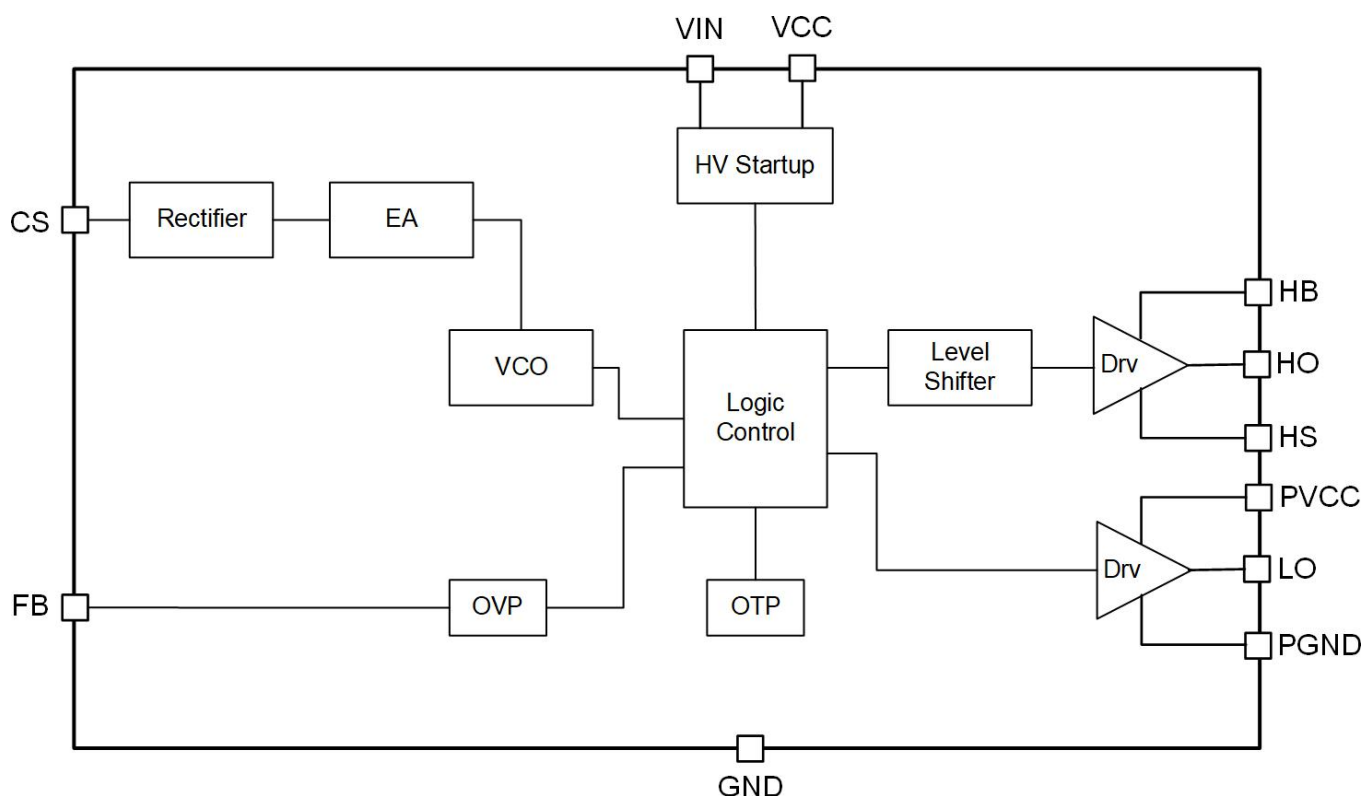 VIN
VCC
HV Startup
CS
Rectifier
EA
HB
VCO
Level
Shifter
Drv
HO
Logic
Control
HS
PVCC
Drv
LO
FB
OVP
OTP
PGND
GND